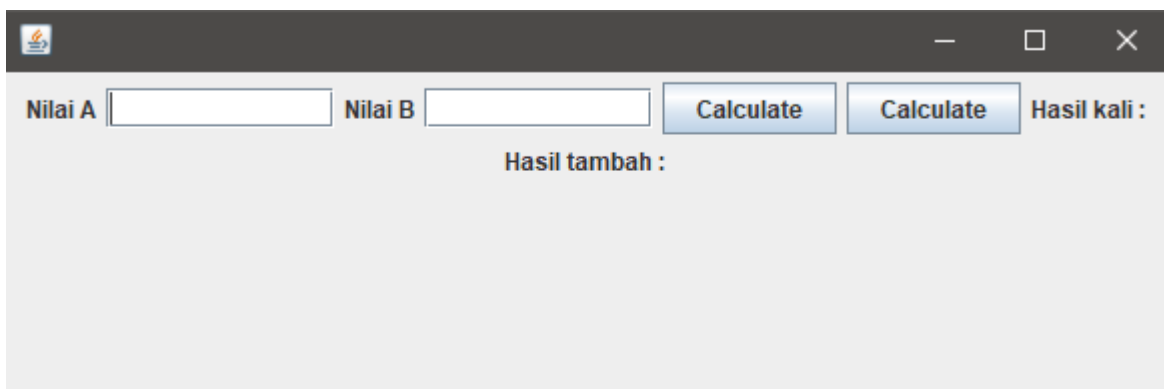 Nilai A Nilai B Calculate Calculate Hasil kali :
Hasil tambah :